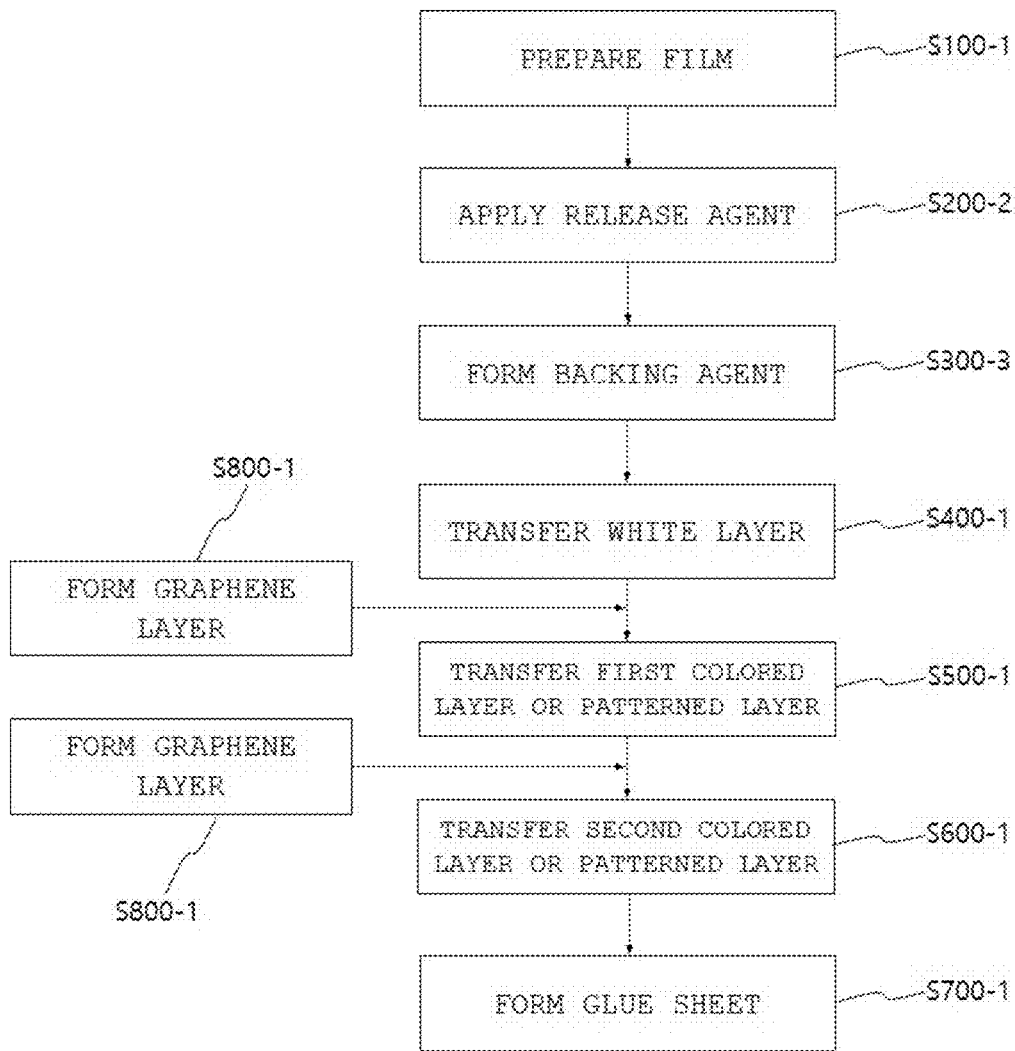 PREPARE FILM
S100-1
APPLY RELEASE AGENT
S200-2
FORM BACKING AGENT
S300-3
S800-1
TRANSFER WHITE LAYER
S400-1
FORM GRAPHENE
LAYER
TRANSFER FIRST COLORED
LAYER OR PATTERNED LAYER
S500-1
FORM GRAPHENE
LAYER
TRANSFER SECOND COLORED
LAYER OR PATTERNED LAYER
S600-1
S800-1
FORM GLUE SHEET
S700-1